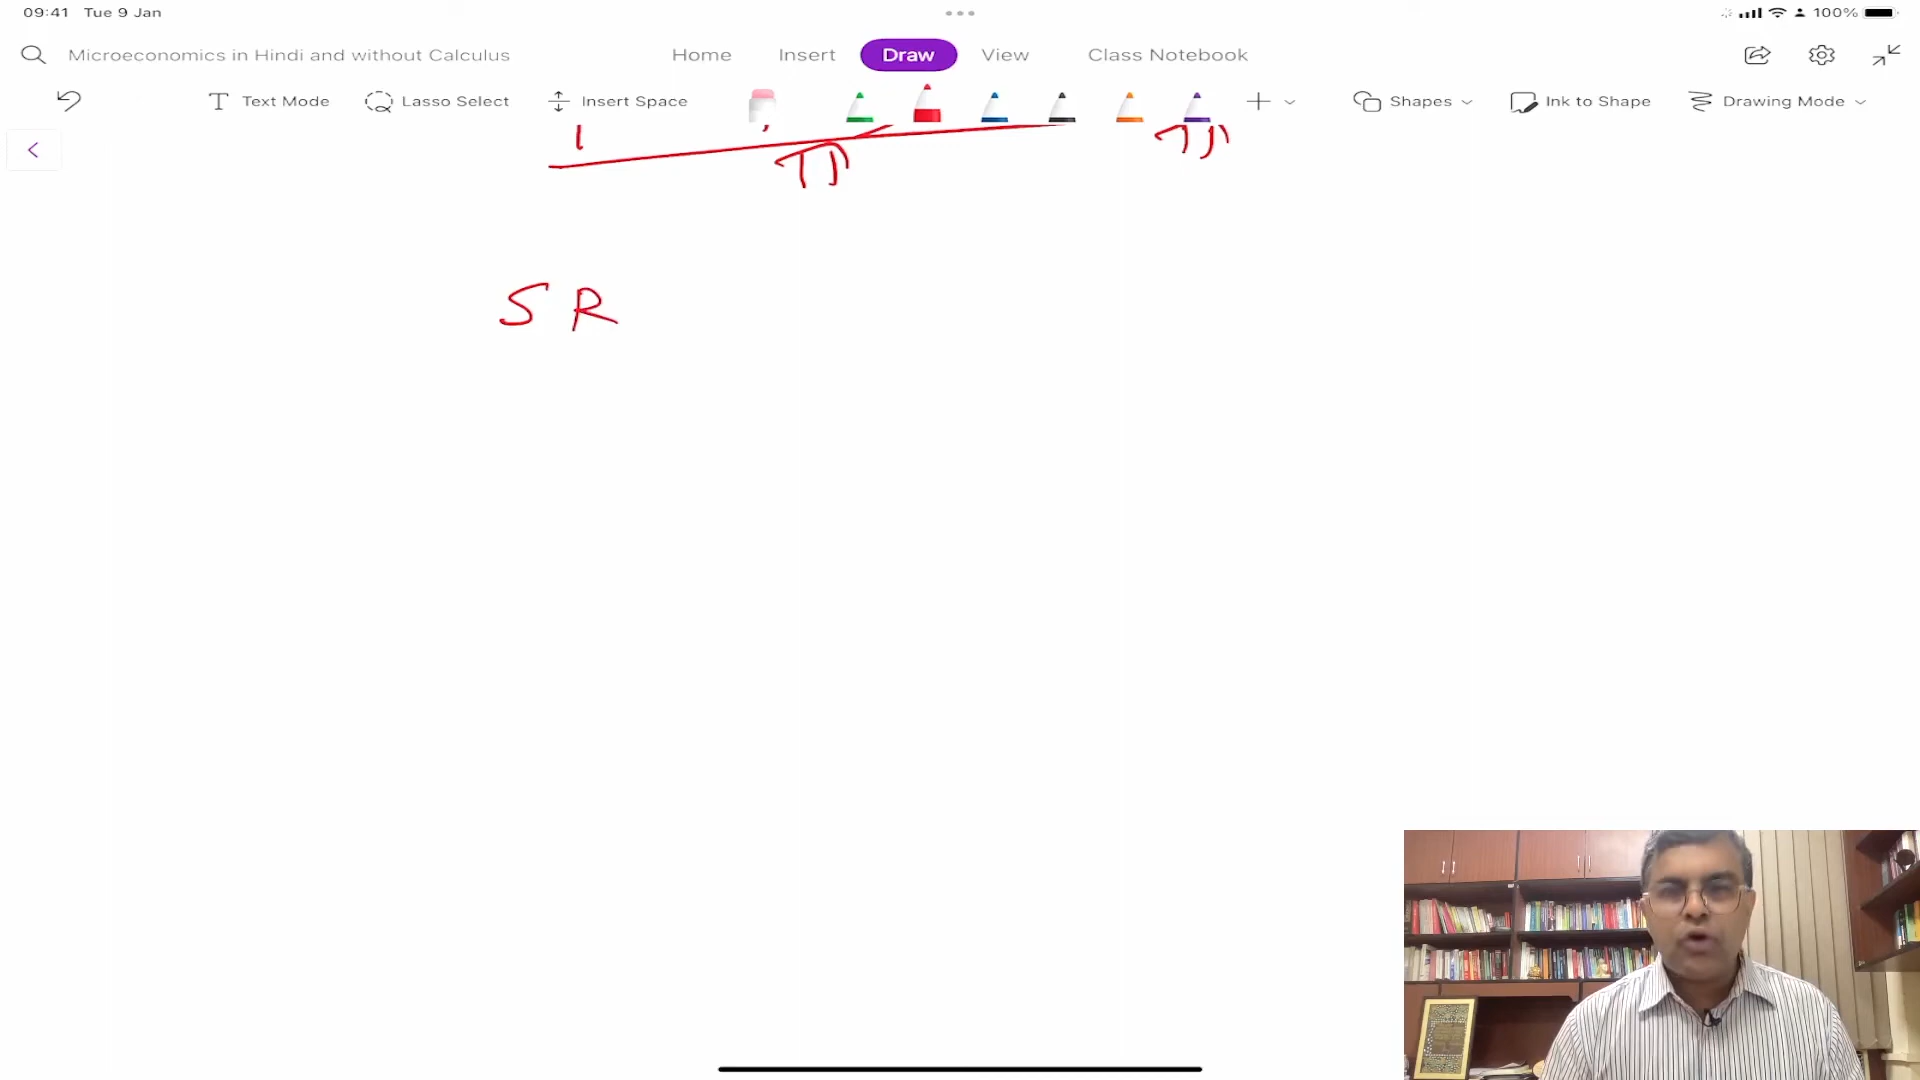 09:41 Tue 9 Jan 100%
Microeconomics in Hindi and without Calculus Home Insert Draw View Class Notebook
Text Mode Lasso Select Insert Space Shapes Ink to Shape Drawing Mode
S R